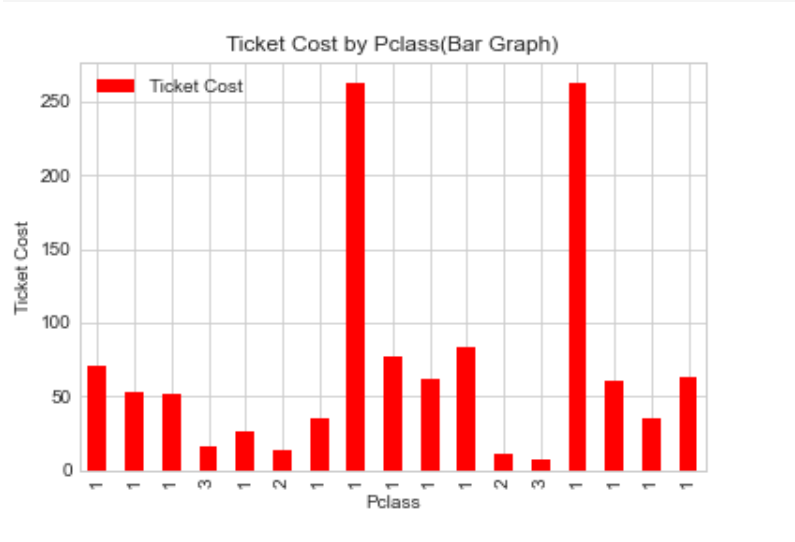 Ticket Cost by Pclass(Bar Graph)
Ticket Cost
250
200
150
100
50
0
Ticket Cost
1 1 1 3 1 2 1 1 1 1 1 2 3 1 1 1 1
Pclass